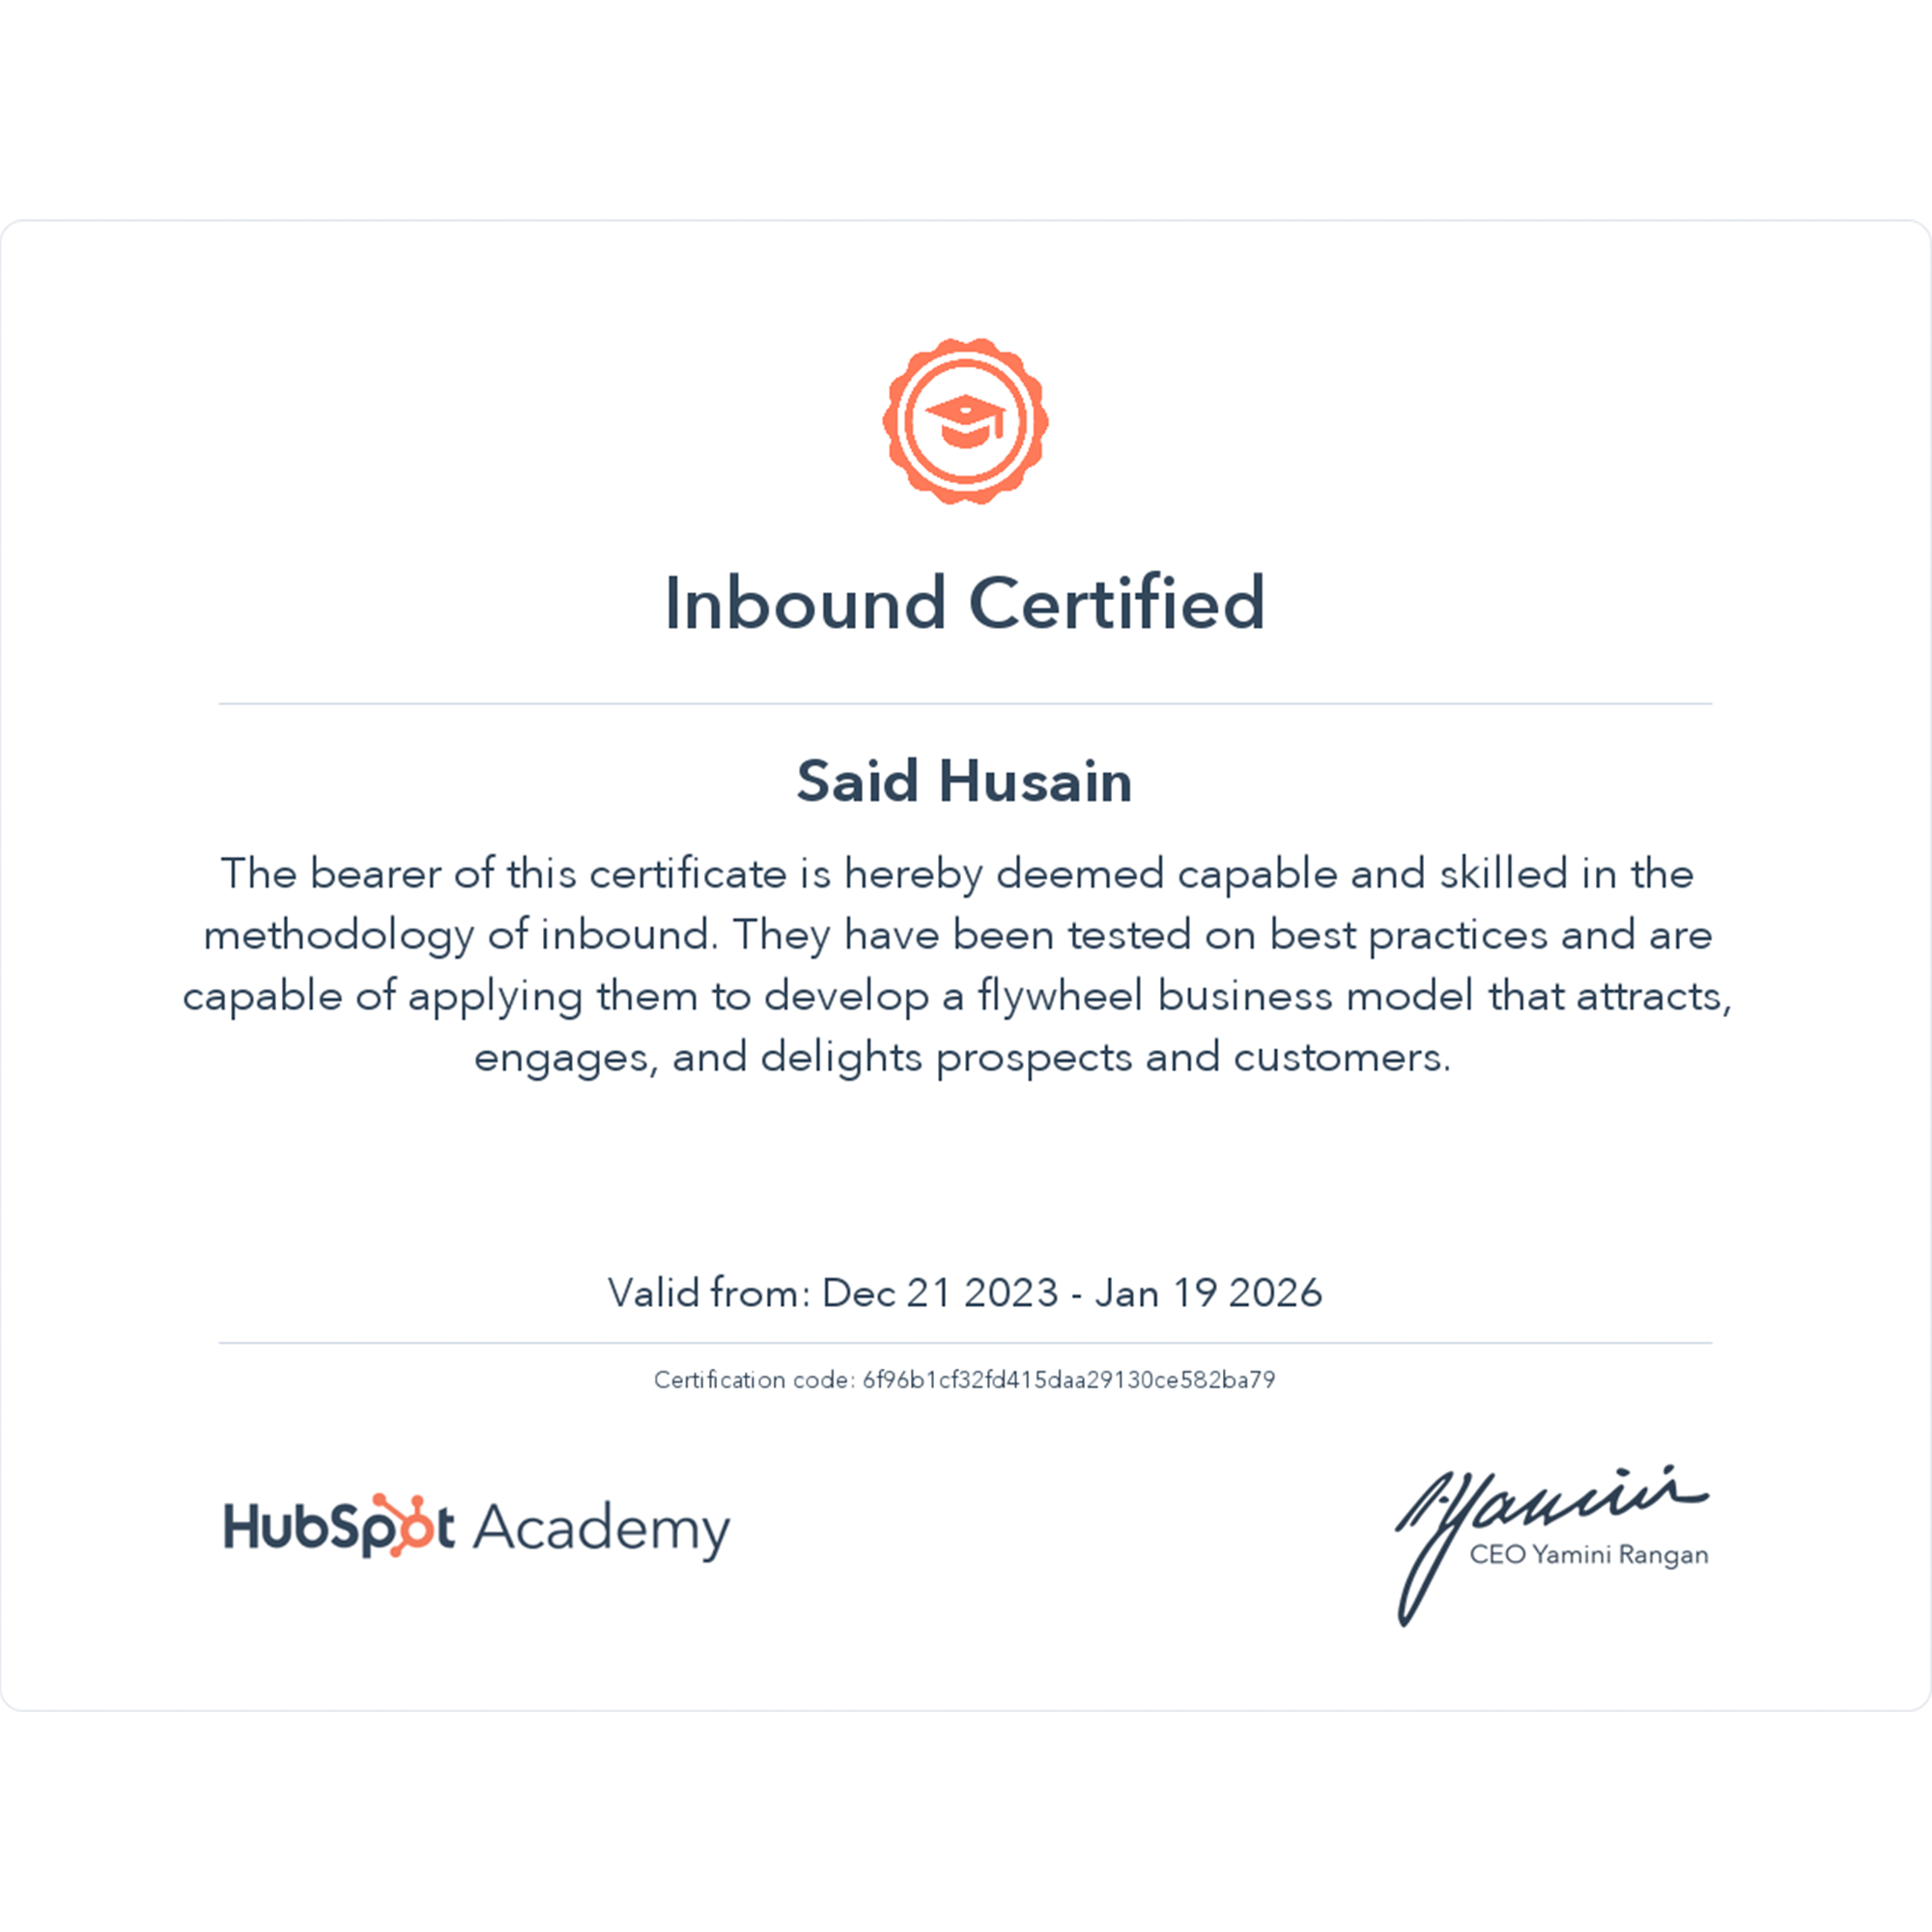 Inbound Certified
Said Husain
The bearer of this certificate is hereby deemed capable and skilled in the
methodology of inbound. They have been tested on best practices and are
capable of applying them to develop a flywheel business model that attracts,
engages, and delights prospects and customers.
Valid from: Dec 21 2023 - Jan 19 2026
Certification code: 6f96b1cf32fd415daa29130ce582ba79
HubSpot Academy
Yamini
CEO Yamini Rangan